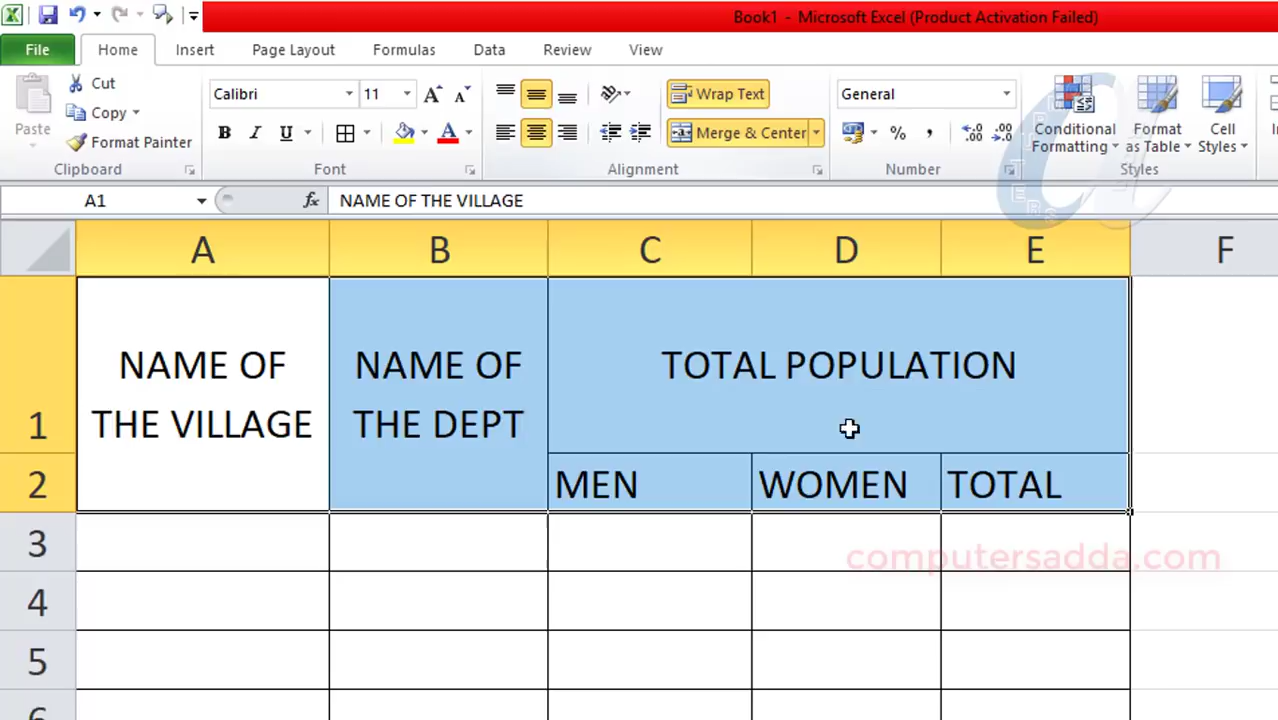 Book1 - Microsoft Excel (Product Activation Failed)
File Home Insert Page Layout Formulas Data Review View
Paste
Cut
Copy
Format Painter
Clipboard
Calibri 11
B I U
Font
Wrap Text
Merge & Center
Alignment
General
% ,
Number
Conditional Formatting
Format as Table
Cell Styles
Styles
A1 fx NAME OF THE VILLAGE
A B C D E F
1
NAME OF
THE VILLAGE
NAME OF
THE DEPT
TOTAL POPULATION
2 MEN WOMEN TOTAL
3
computersadda.com
4
5
6